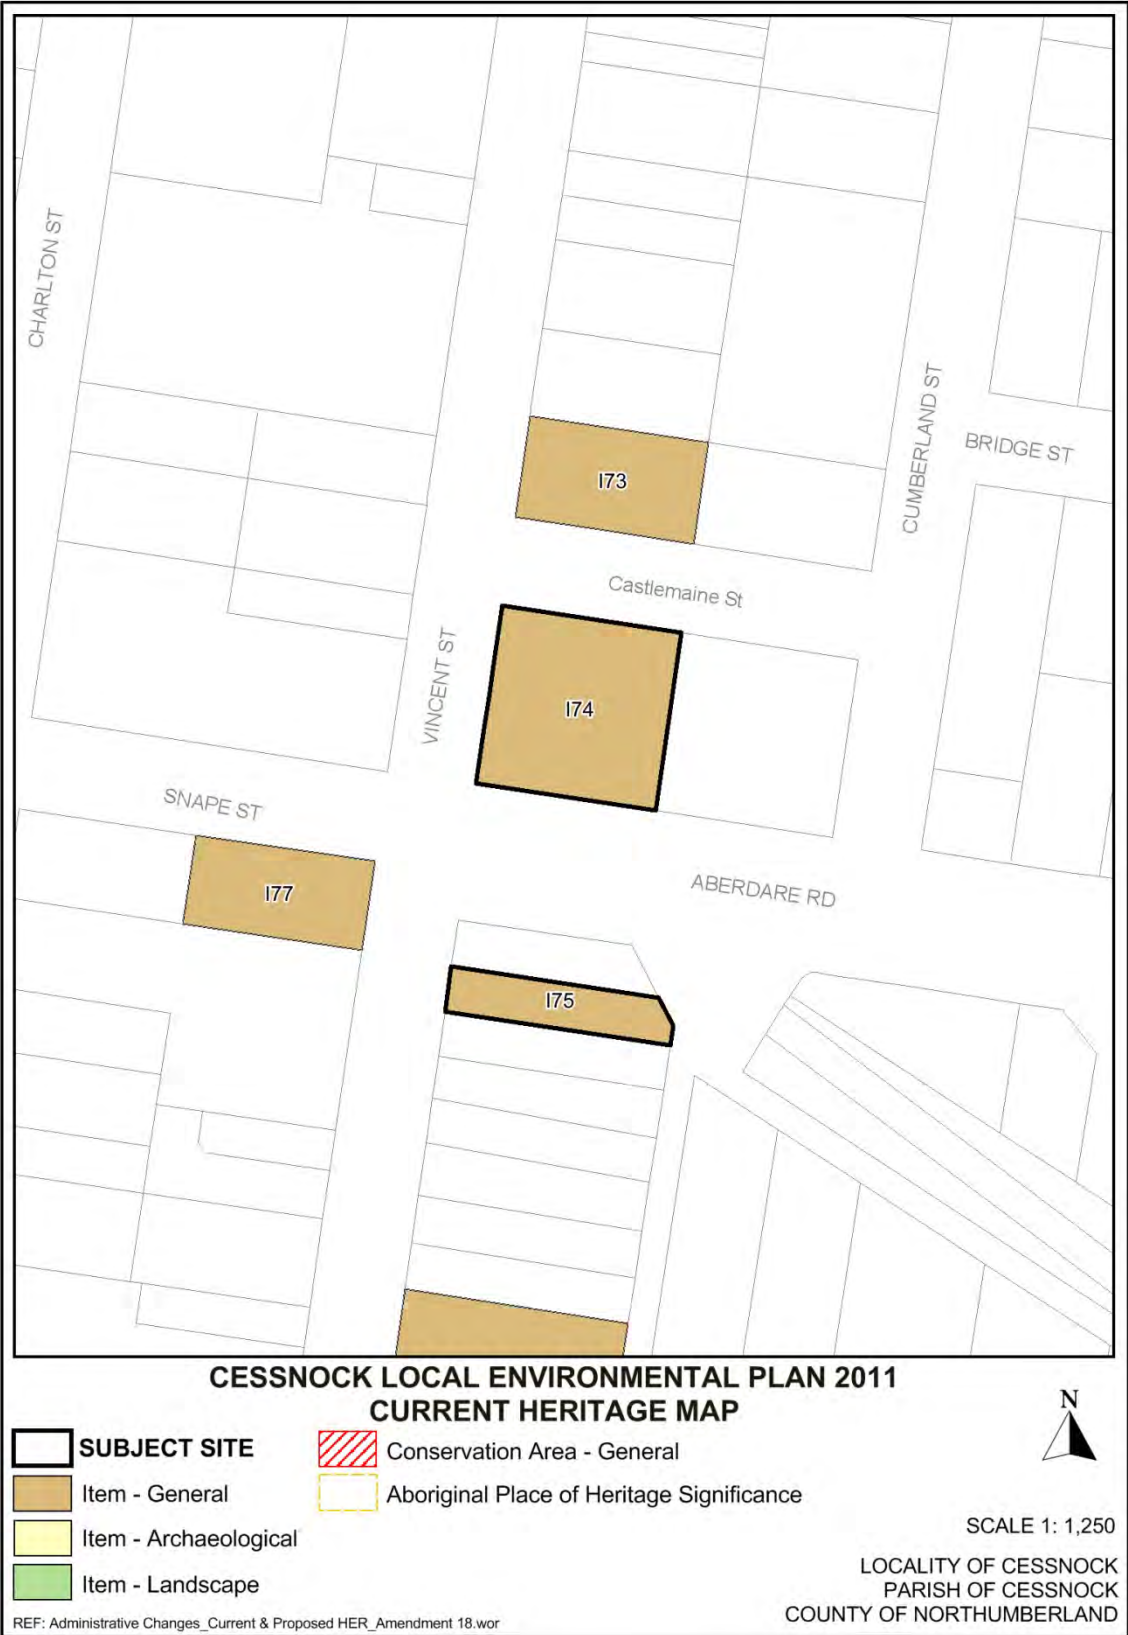 CHARLTON ST
CUMBERLAND ST
BRIDGE ST
I73
Castlemaine St
VINCENT ST
I74
SNAPE ST
I77
ABERDARE RD
I75
CESSNOCK LOCAL ENVIRONMENTAL PLAN 2011
CURRENT HERITAGE MAP
N
SUBJECT SITE
Conservation Area - General
Item - General
Aboriginal Place of Heritage Significance
Item - Archaeological
Item - Landscape
SCALE 1: 1,250
LOCALITY OF CESSNOCK
PARISH OF CESSNOCK
COUNTY OF NORTHUMBERLAND
REF: Administrative Changes_Current & Proposed HER_Amendment 18.wor